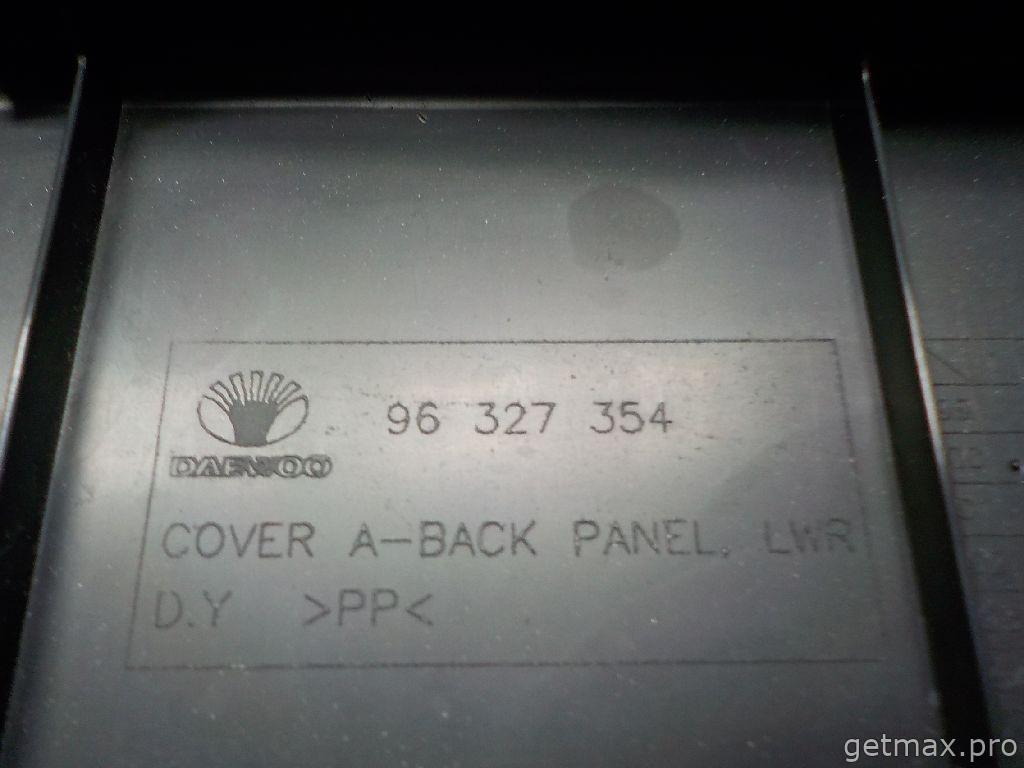 96 327 354
DAEWOO
COVER A-BACK PANEL, LWR
D.Y >PP<
getmax.pro